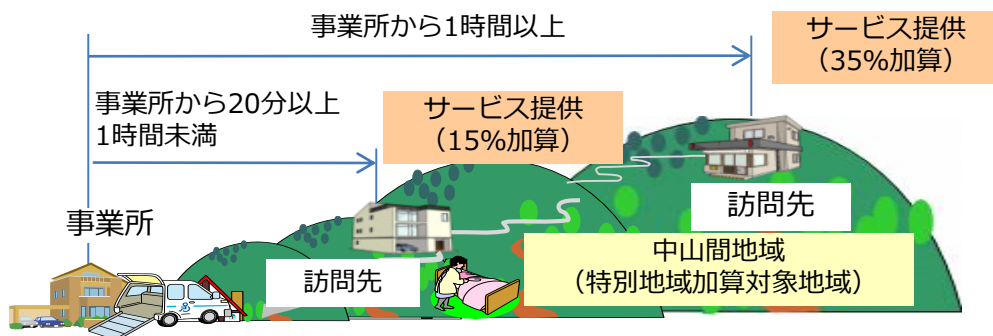 事業所から1時間以上
サービス提供
（35%加算）
事業所から20分以上
1時間未満
サービス提供
（15%加算）
事業所
訪問先
訪問先
中山間地域
（特別地域加算対象地域）